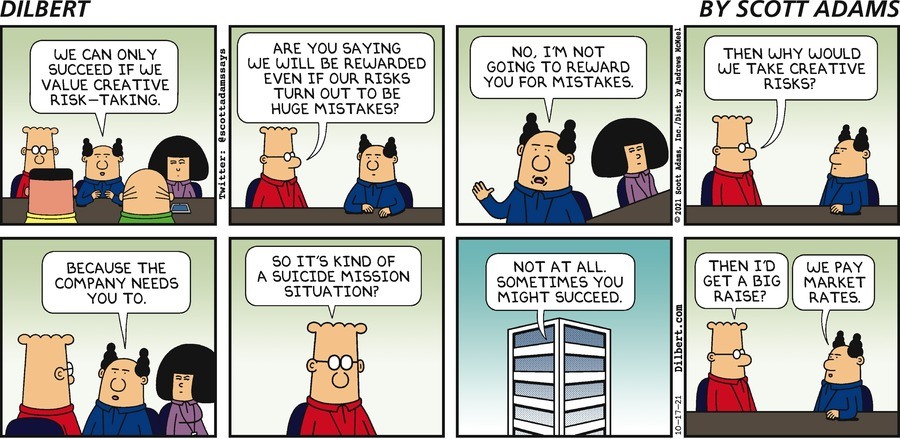 DILBERT
BY SCOTT ADAMS
WE CAN ONLY
SUCCEED IF WE
VALUE CREATIVE
RISK—TAKING.
Twitter: @scottadamssays
ARE YOU SAYING
WE WILL BE REWARDED
EVEN IF OUR RISKS
TURN OUT TO BE
HUGE MISTAKES?
NO, I'M NOT
GOING TO REWARD
YOU FOR MISTAKES.
©2021 Scott Adams, Inc./Dist. by Andrews McMeel
THEN WHY WOULD
WE TAKE CREATIVE
RISKS?
BECAUSE THE
COMPANY NEEDS
YOU TO.
SO IT'S KIND OF
A SUICIDE MISSION
SITUATION?
NOT AT ALL.
SOMETIMES YOU
MIGHT SUCCEED.
10-17-21 Dilbert.com
THEN I'D
GET A BIG
RAISE?
WE PAY
MARKET
RATES.